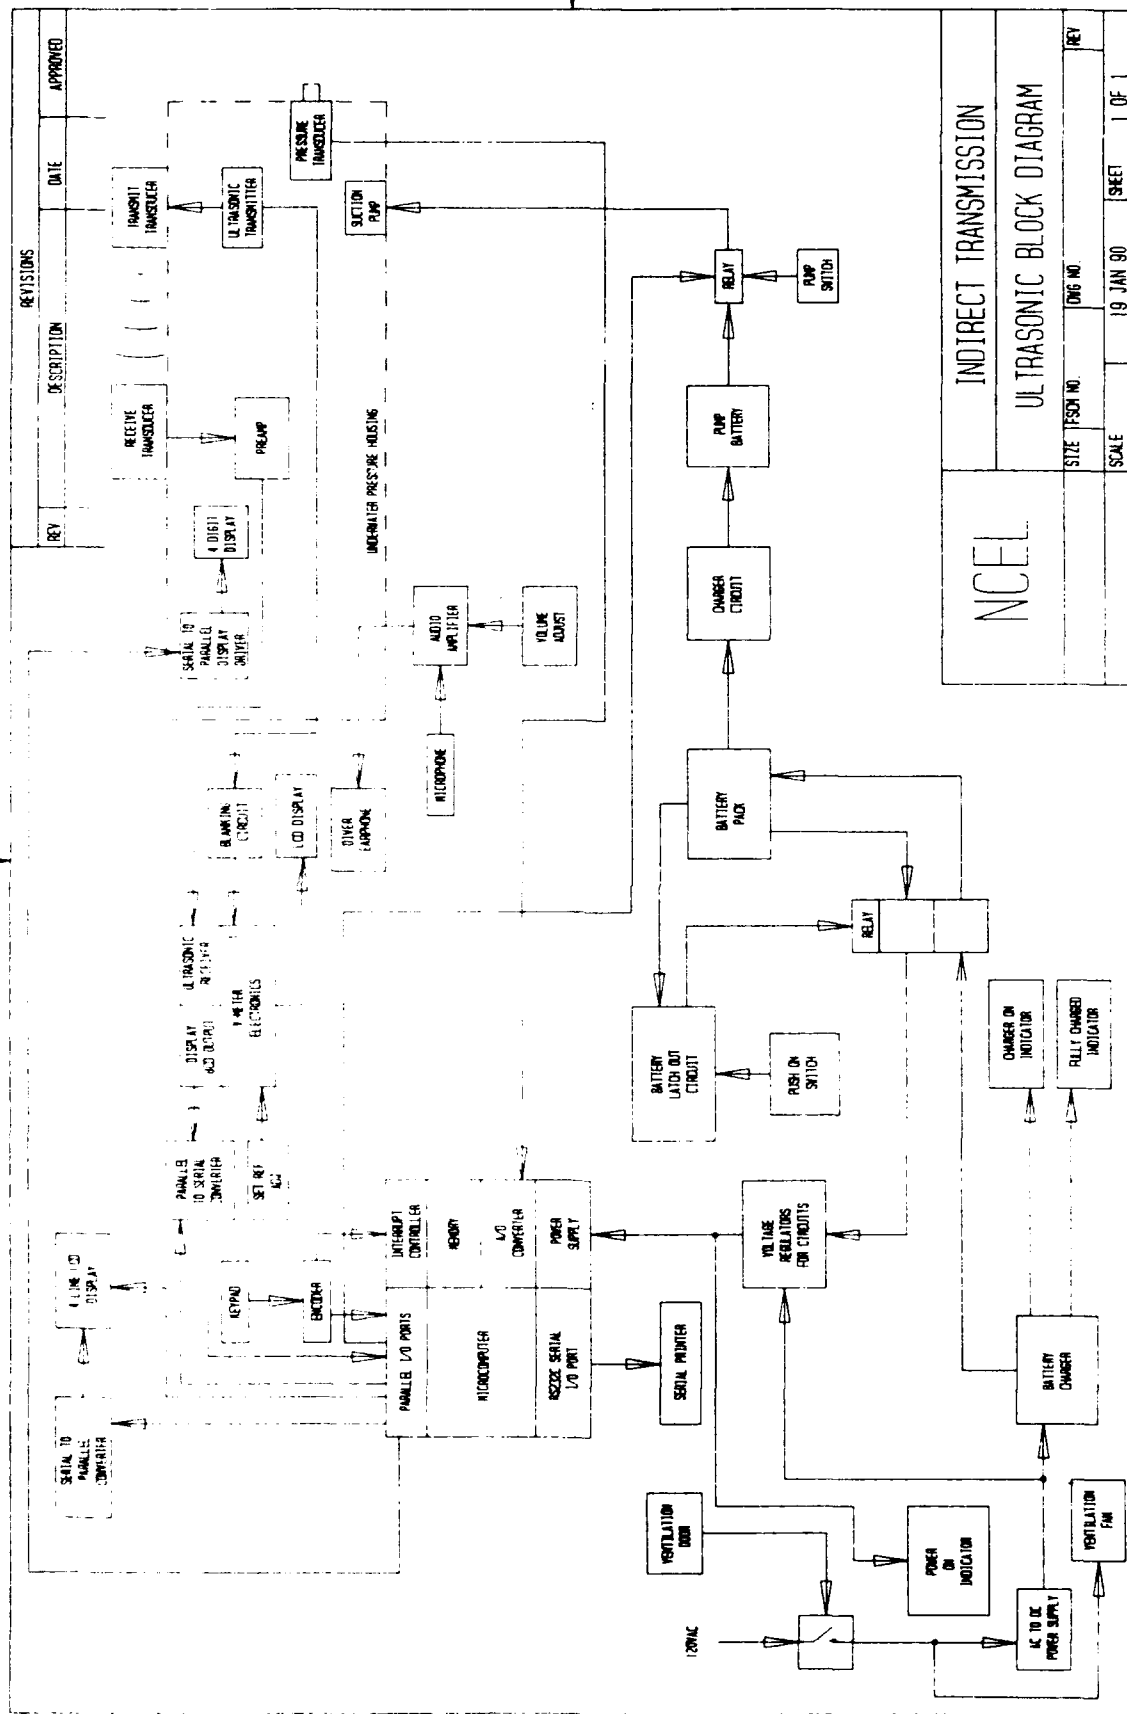 REVISIONS
REV
DESCRIPTION
DATE
APPROVED
SERIAL TO
PARALLEL
CONVERTER
4 LINE LCD
DISPLAY
KEYPAD
ENCODER
PARALLEL
TO SERIAL
CONVERTER
SET REF
DISPLAY
BCD OUTPUT
ULTRASONIC
RECEIVER
V-METER
ELECTRONICS
BLANKING
CIRCUIT
LCD DISPLAY
DIVER
EARPHONE
SERIAL TO
PARALLEL
DISPLAY
DRIVER
4 DIGIT
DISPLAY
RECEIVE
TRANSDUCER
PREAMP
TRANSMIT
TRANSDUCER
ULTRASONIC
TRANSMITTER
PRESSURE
TRANSDUCER
SUCTION
PUMP
UNDERWATER PRESSURE HOUSING
PARALLEL I/O PORTS
INTERRUPT
CONTROLLER
MICROCOMPUTER
MEMORY
A/D
CONVERTER
RS232C SERIAL
I/O PORT
POWER
SUPPLY
SERIAL PRINTER
MICROPHONE
AUDIO
AMPLIFIER
VOLUME
ADJUST
VENTILATION
DOOR
120VAC
POWER
ON
INDICATOR
AC TO DC
POWER SUPPLY
VENTILATION
FAN
VOLTAGE
REGULATORS
FOR CIRCUITS
BATTERY
CHARGER
BATTERY
LATCH OUT
CIRCUIT
PUSH ON
SWITCH
CHARGER ON
INDICATOR
FULLY CHARGED
INDICATOR
RELAY
BATTERY
PACK
CHARGER
CIRCUIT
PUMP
BATTERY
RELAY
PUMP
SWITCH
NCEL
INDIRECT TRANSMISSION
ULTRASONIC BLOCK DIAGRAM
SIZE
FSCM NO.
DWG NO.
REV
SCALE
19 JAN 90
SHEET
1 OF 1